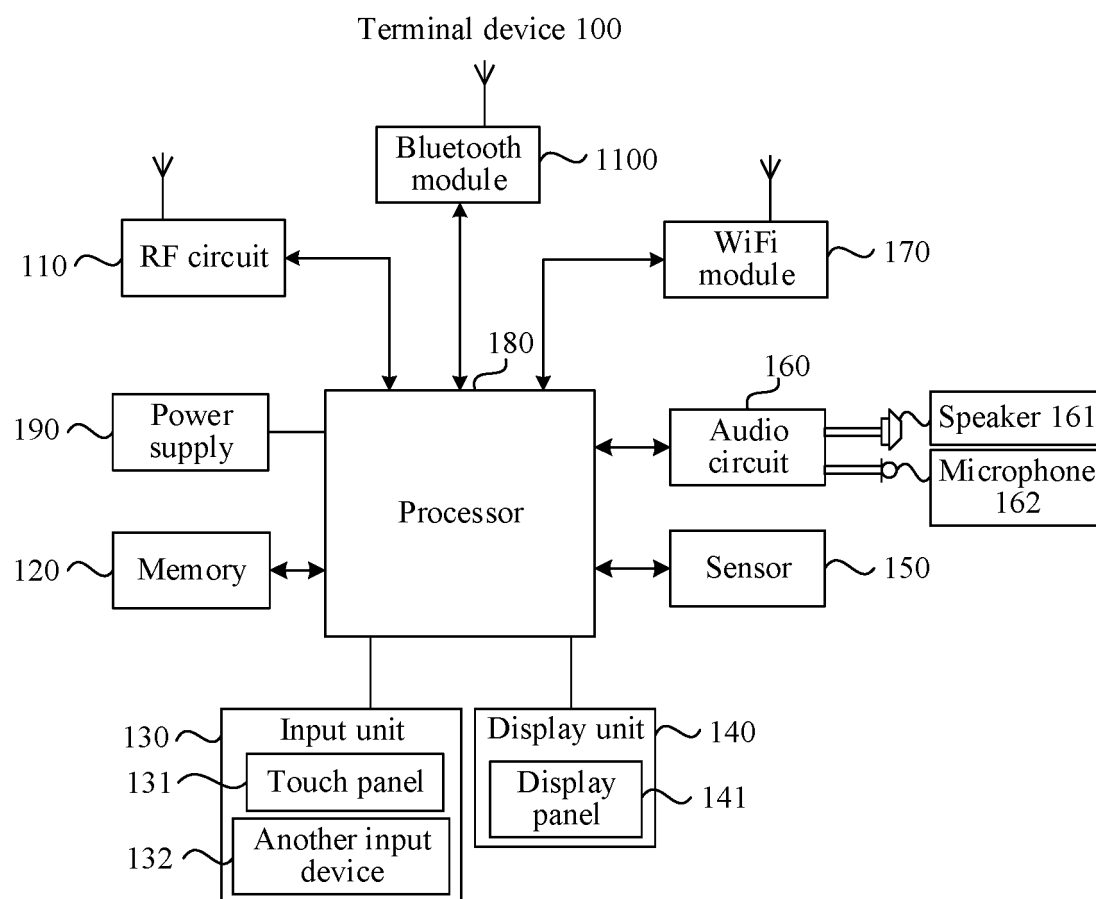 Terminal device 100
Bluetooth
module
1100
110
RF circuit
WiFi
module
170
180
160
190
Power
supply
Processor
Audio
circuit
Speaker 161
Microphone
162
120
Memory
Sensor
150
130
Input unit
131
Touch panel
132
Another input
device
Display unit
140
Display
panel
141